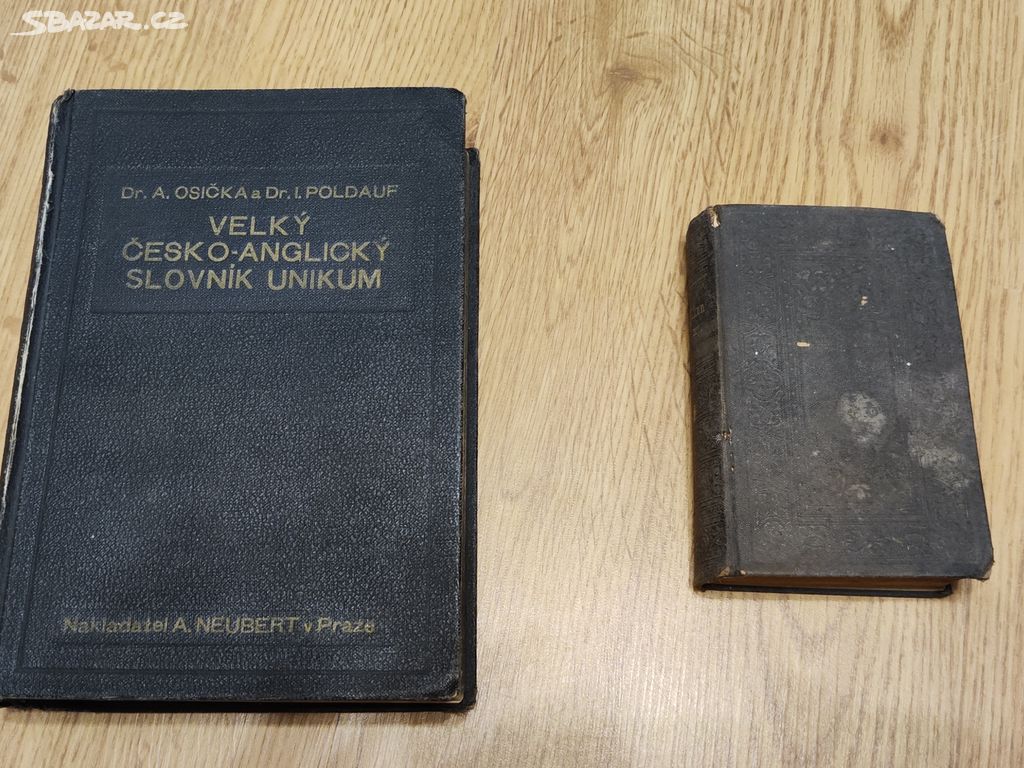 SBAZAR.CZ
Dr. A. OSIČKA a Dr. I. POLDAUF
VELKÝ
ČESKO-ANGLICKÝ
SLOVNÍK UNIKUM
Nakladatel A. NEUBERT v Praze